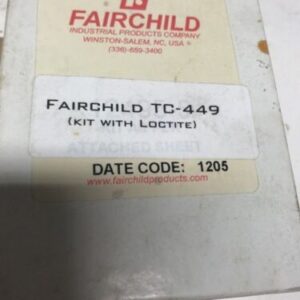 FAIRCHILD
INDUSTRIAL PRODUCTS COMPANY
WINSTON-SALEM, NC, USA ®
(336)-659-3400
FAIRCHILD TC-449
(KIT WITH LOCTITE)
ATTACHED SHEET
DATE CODE: 1205
www.fairchildproducts.com